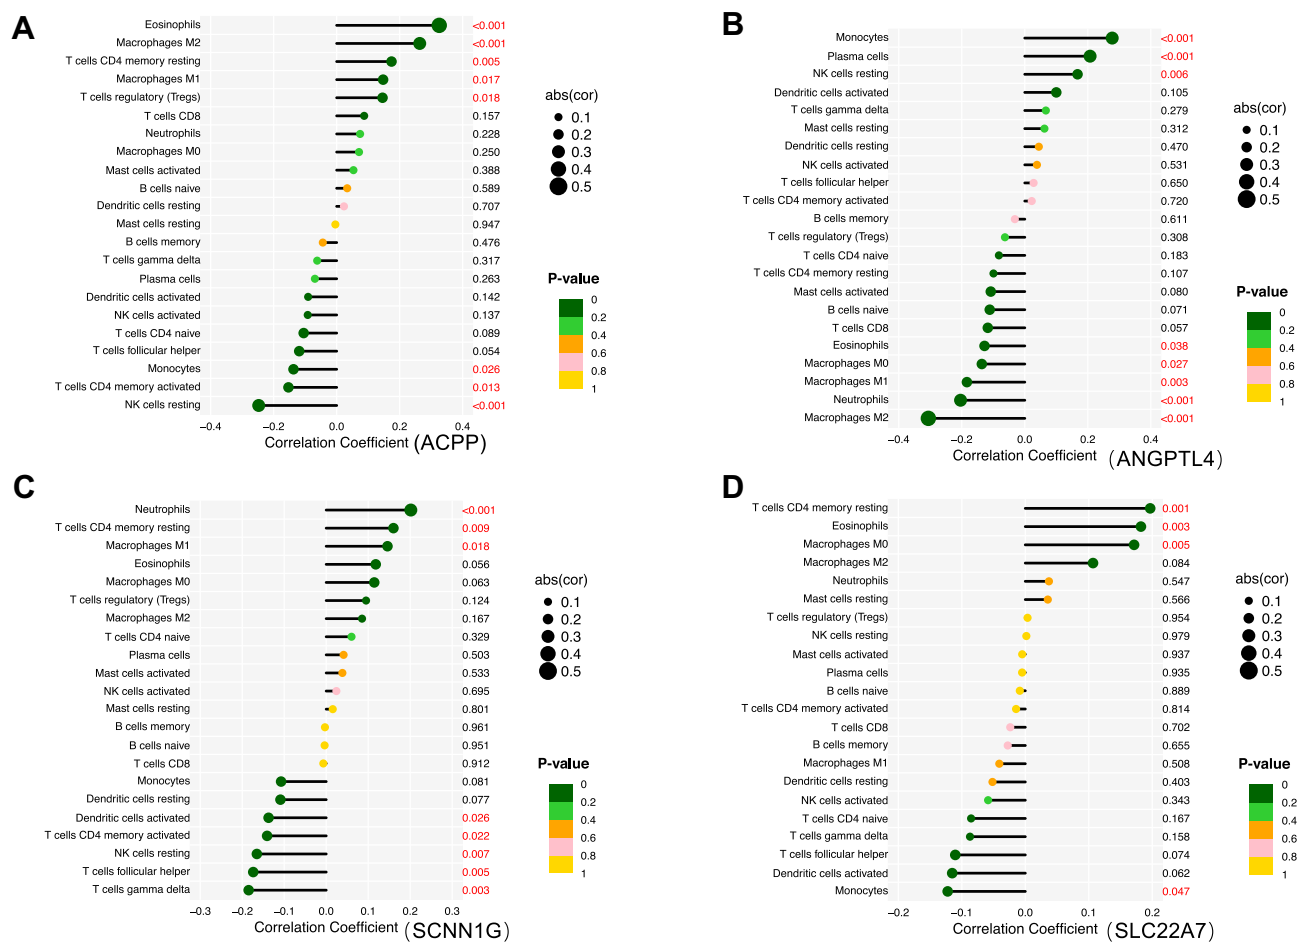 A
Eosinophils <0.001
Macrophages M2 <0.001
T cells CD4 memory resting 0.005
Macrophages M1 0.017
T cells regulatory (Tregs) 0.018
T cells CD8 0.157
Neutrophils 0.228
Macrophages M0 0.250
Mast cells activated 0.388
B cells naive 0.589
Dendritic cells resting 0.707
Mast cells resting 0.947
B cells memory 0.476
T cells gamma delta 0.317
Plasma cells 0.263
Dendritic cells activated 0.142
NK cells activated 0.137
T cells CD4 naive 0.089
T cells follicular helper 0.054
Monocytes 0.026
T cells CD4 memory activated 0.013
NK cells resting <0.001
−0.4 −0.2 0.0 0.2 0.4
Correlation Coefficient (ACPP)
abs(cor)
0.1
0.2
0.3
0.4
0.5
P-value
0
0.2
0.4
0.6
0.8
1
B
Monocytes <0.001
Plasma cells <0.001
NK cells resting 0.006
Dendritic cells activated 0.105
T cells gamma delta 0.279
Mast cells resting 0.312
Dendritic cells resting 0.470
NK cells activated 0.531
T cells follicular helper 0.650
T cells CD4 memory activated 0.720
B cells memory 0.611
T cells regulatory (Tregs) 0.308
T cells CD4 naive 0.183
T cells CD4 memory resting 0.107
Mast cells activated 0.080
B cells naive 0.071
T cells CD8 0.057
Eosinophils 0.038
Macrophages M0 0.027
Macrophages M1 0.003
Neutrophils <0.001
Macrophages M2 <0.001
−0.4 −0.2 0.0 0.2 0.4
Correlation Coefficient (ANGPTL4)
abs(cor)
0.1
0.2
0.3
0.4
0.5
P-value
0
0.2
0.4
0.6
0.8
1
C
Neutrophils <0.001
T cells CD4 memory resting 0.009
Macrophages M1 0.018
Eosinophils 0.056
Macrophages M0 0.063
T cells regulatory (Tregs) 0.124
Macrophages M2 0.167
T cells CD4 naive 0.329
Plasma cells 0.503
Mast cells activated 0.533
NK cells activated 0.695
Mast cells resting 0.801
B cells memory 0.961
B cells naive 0.951
T cells CD8 0.912
Monocytes 0.081
Dendritic cells resting 0.077
Dendritic cells activated 0.026
T cells CD4 memory activated 0.022
NK cells resting 0.007
T cells follicular helper 0.005
T cells gamma delta 0.003
−0.3 −0.2 −0.1 0.0 0.1 0.2 0.3
Correlation Coefficient (SCNN1G)
abs(cor)
0.1
0.2
0.3
0.4
0.5
P-value
0
0.2
0.4
0.6
0.8
1
D
T cells CD4 memory resting 0.001
Eosinophils 0.003
Macrophages M0 0.005
Macrophages M2 0.084
Neutrophils 0.547
Mast cells resting 0.566
T cells regulatory (Tregs) 0.954
NK cells resting 0.979
Mast cells activated 0.937
Plasma cells 0.935
B cells naive 0.889
T cells CD4 memory activated 0.814
T cells CD8 0.702
B cells memory 0.655
Macrophages M1 0.508
Dendritic cells resting 0.403
NK cells activated 0.343
T cells CD4 naive 0.167
T cells gamma delta 0.158
T cells follicular helper 0.074
Dendritic cells activated 0.062
Monocytes 0.047
−0.2 −0.1 0.0 0.1 0.2
Correlation Coefficient (SLC22A7)
abs(cor)
0.1
0.2
0.3
0.4
0.5
P-value
0
0.2
0.4
0.6
0.8
1